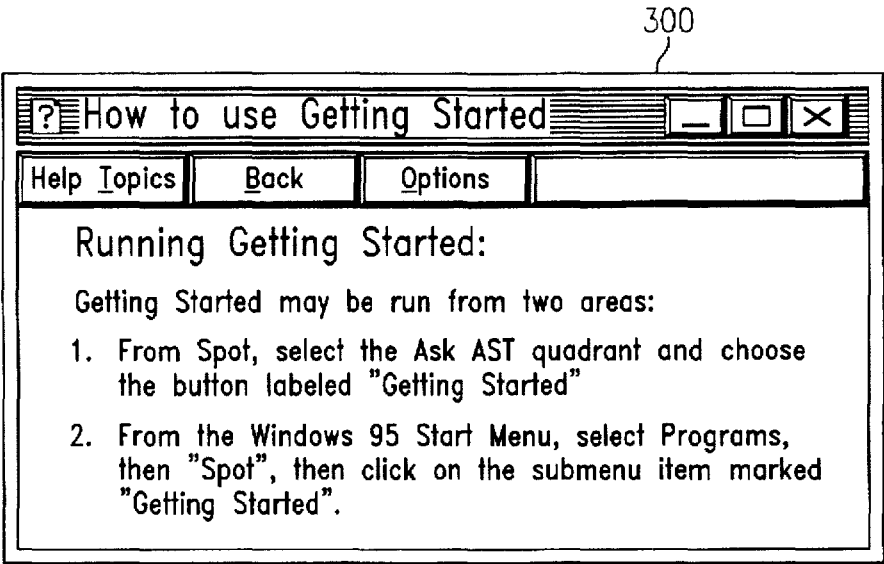 300
? How to use Getting Started
Help Topics Back Options
Running Getting Started:
Getting Started may be run from two areas:
1. From Spot, select the Ask AST quadrant and choose
the button labeled "Getting Started"
2. From the Windows 95 Start Menu, select Programs,
then "Spot", then click on the submenu item marked
"Getting Started".